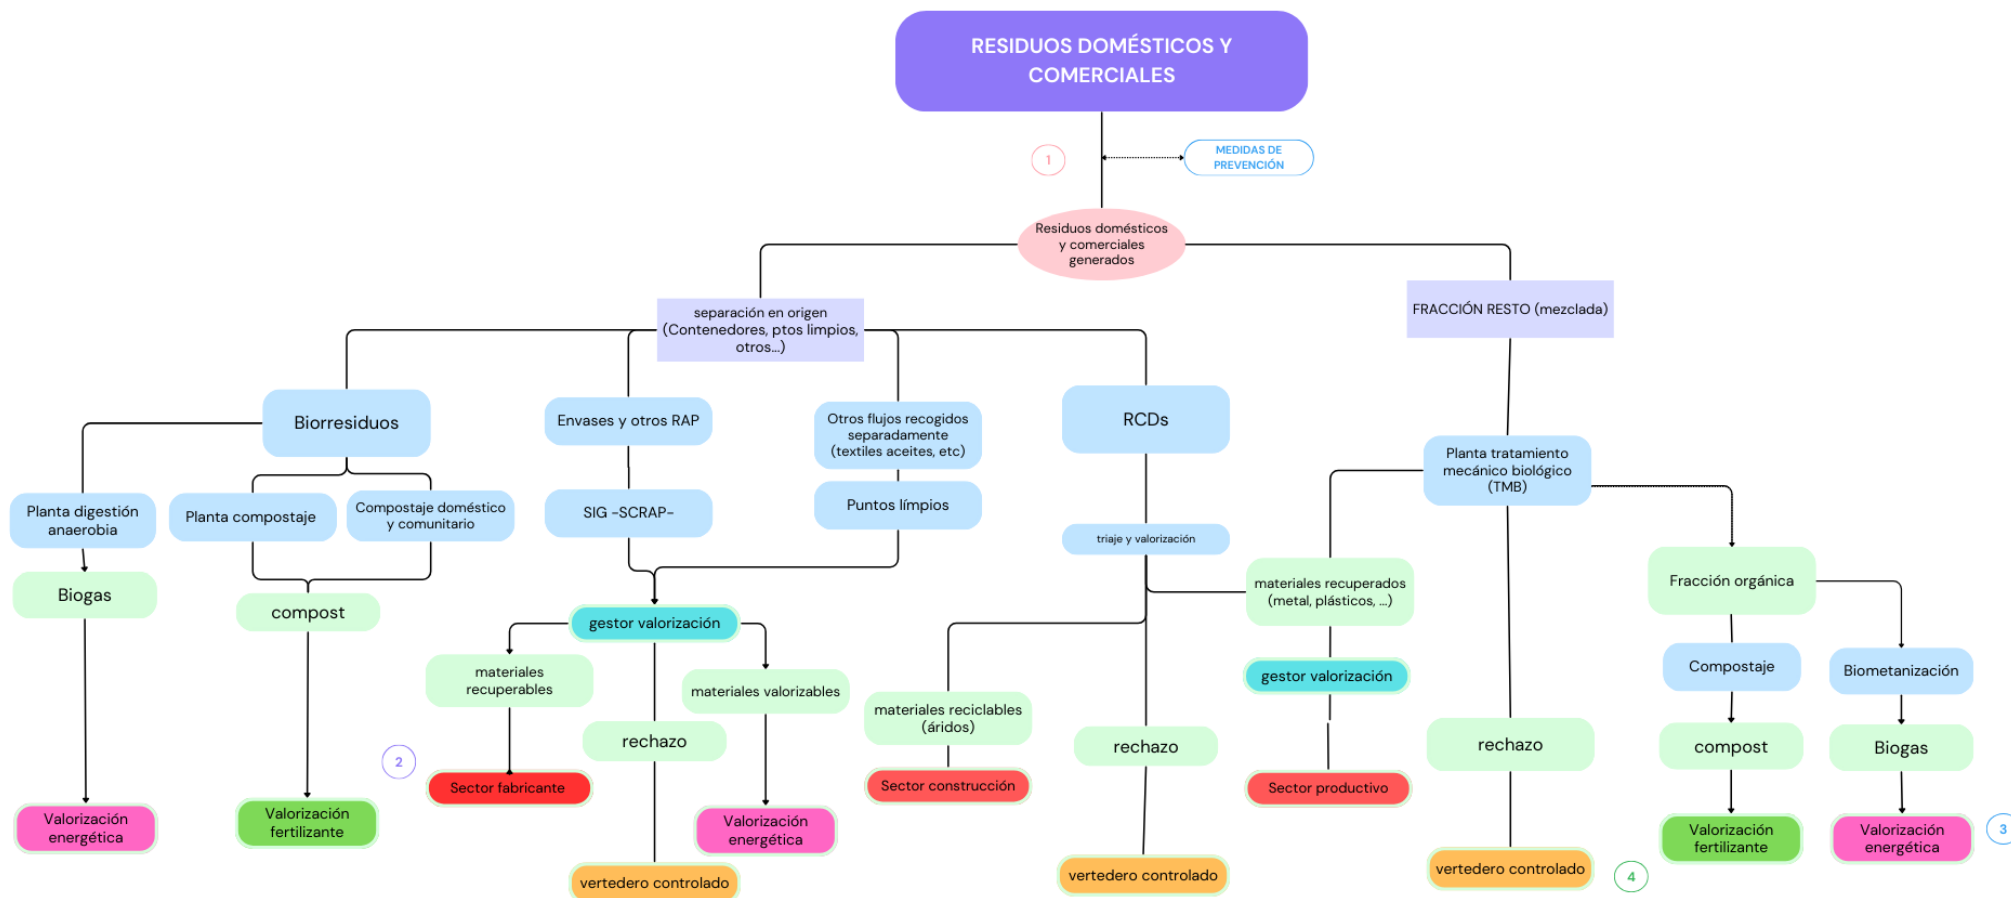 RESIDUOS DOMÉSTICOS Y
COMERCIALES
1
MEDIDAS DE
PREVENCIÓN
Residuos domésticos
y comerciales
generados
separación en origen
(Contenedores, ptos limpios,
otros...)
FRACCIÓN RESTO (mezclada)
Biorresiduos
Envases y otros RAP
Otros flujos recogidos
separadamente
(textiles aceites, etc)
RCDs
Planta tratamiento
mecánico biológico
(TMB)
Planta digestión
anaerobia
Planta compostaje
Compostaje doméstico
y comunitario
SIG -SCRAP-
Puntos límpios
triaje y valorización
Biogas
compost
gestor valorización
materiales recuperados
(metal, plásticos, ...)
Fracción orgánica
materiales
recuperables
materiales valorizables
gestor valorización
Compostaje
Biometanización
rechazo
materiales reciclables
(áridos)
rechazo
rechazo
compost
Biogas
2
Sector fabricante
Sector construcción
Sector productivo
Valorización
energética
Valorización
fertilizante
Valorización
energética
Valorización
fertilizante
Valorización
energética
3
vertedero controlado
vertedero controlado
vertedero controlado
4